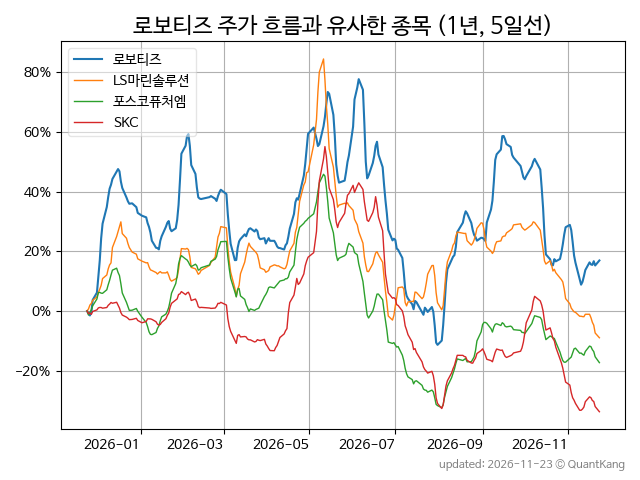 로보티즈 주가 흐름과 유사한 종목 (1년, 5일선)
로보티즈
LS마린솔루션
포스코퓨처엠
SKC
80%
60%
40%
20%
0%
−20%
2026-01
2026-03
2026-05
2026-07
2026-09
2026-11
updated: 2026-11-23 © QuantKang